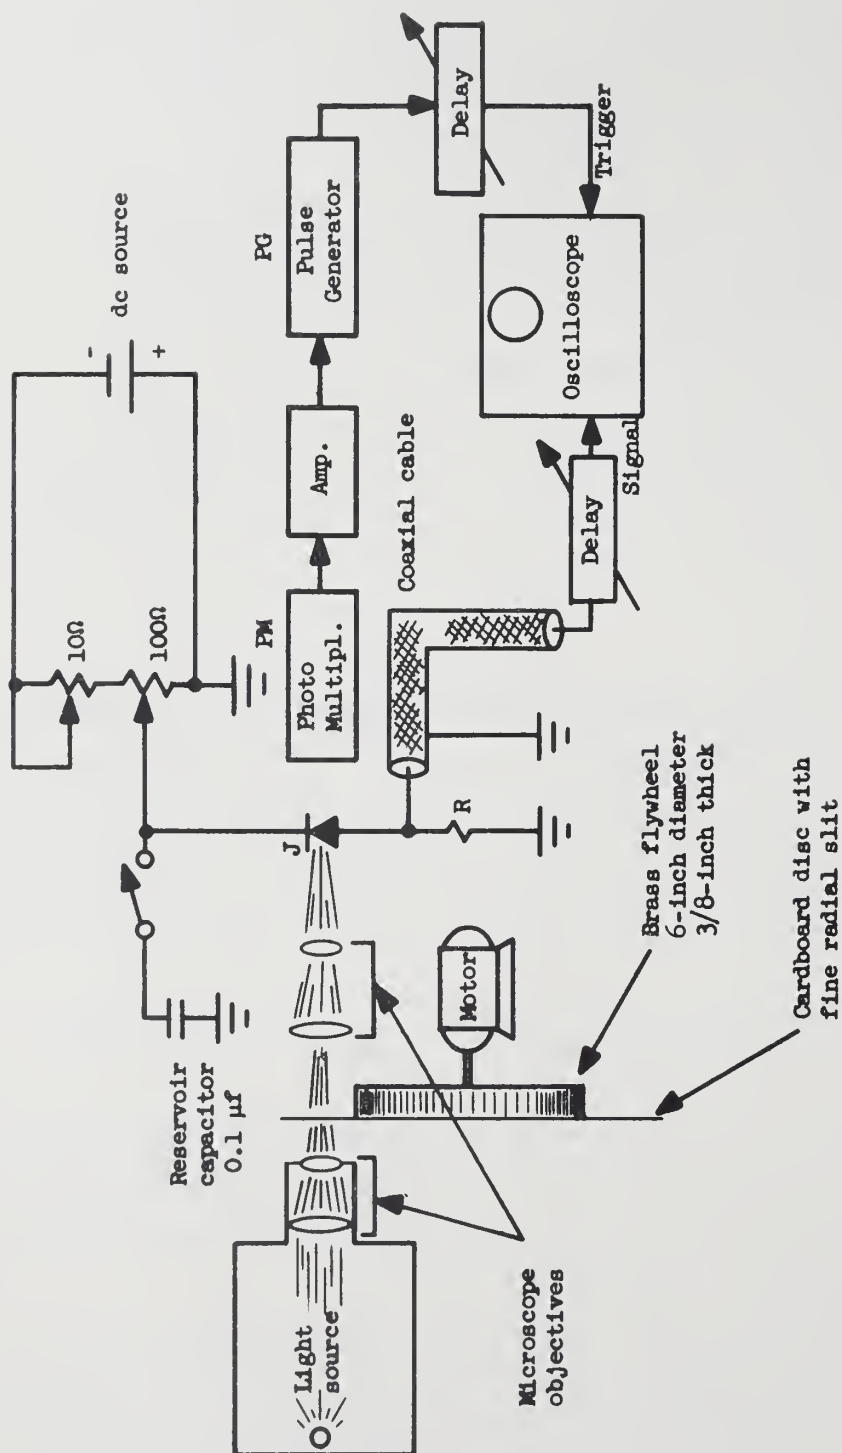 Light
source
Microscope
objectives
Reservoir
capacitor
0.1 µf
Motor
Cardboard disc with
fine radial slit
Brass flywheel
6-inch diameter
3/8-inch thick
J
R
10Ω
100Ω
-
+
dc source
PM
Photo
Multipl.
Amp.
PG
Pulse
Generator
Coaxial cable
Delay
Signal
Oscilloscope
Trigger
Delay